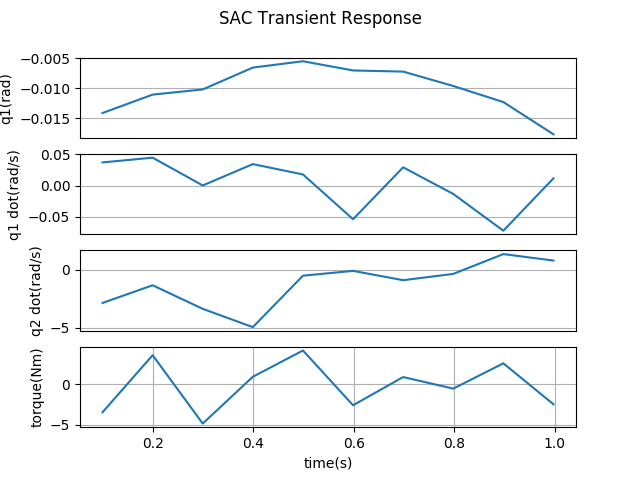 SAC Transient Response
q1(rad)
−0.005
−0.010
−0.015
q1 dot(rad/s)
0.05
0.00
−0.05
q2 dot(rad/s)
0
−5
torque(Nm)
0
−5
0.2 0.4 0.6 0.8 1.0
time(s)